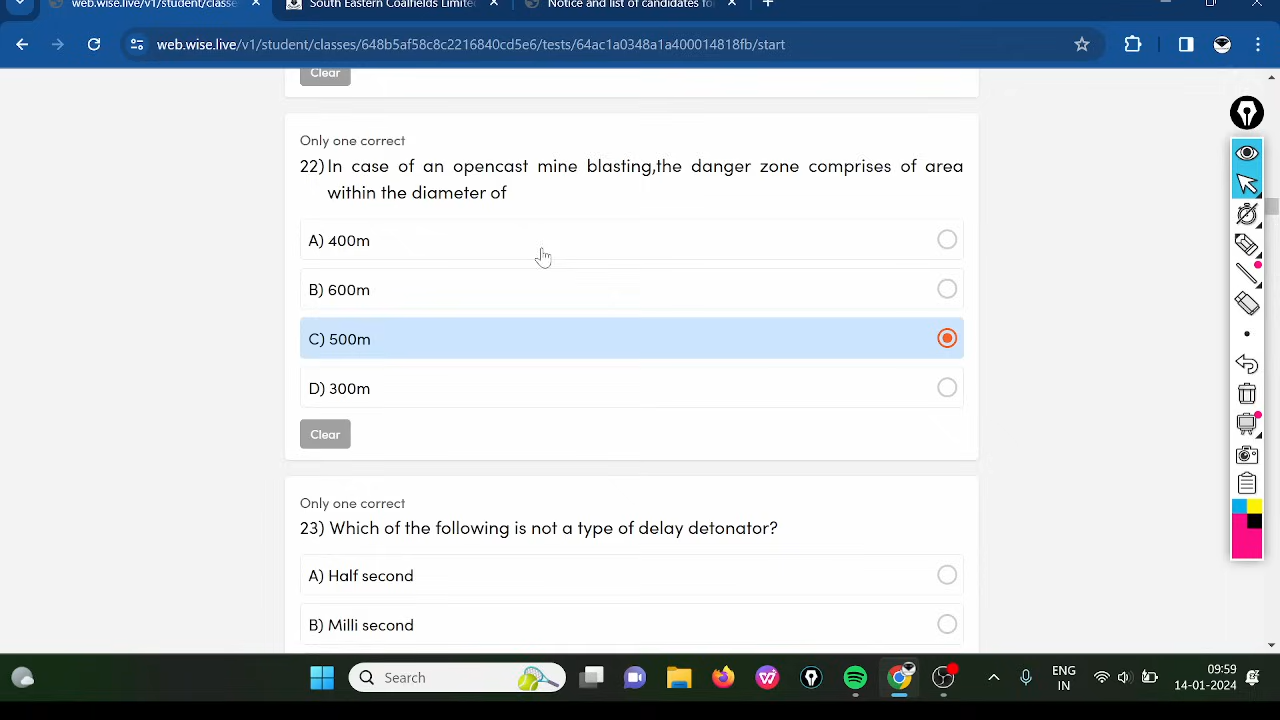 web.wise.live/v1/student/classe
South Eastern Coalfields Limited
Notice and list of candidates fo
web.wise.live/v1/student/classes/648b5af58c8c2216840cd5e6/tests/64ac1a0348a1a400014818fb/start
Clear
Only one correct
22) In case of an opencast mine blasting,the danger zone comprises of area
within the diameter of
A) 400m
B) 600m
C) 500m
D) 300m
Clear
Only one correct
23) Which of the following is not a type of delay detonator?
A) Half second
B) Milli second
Search
ENG
IN
09:59
14-01-2024